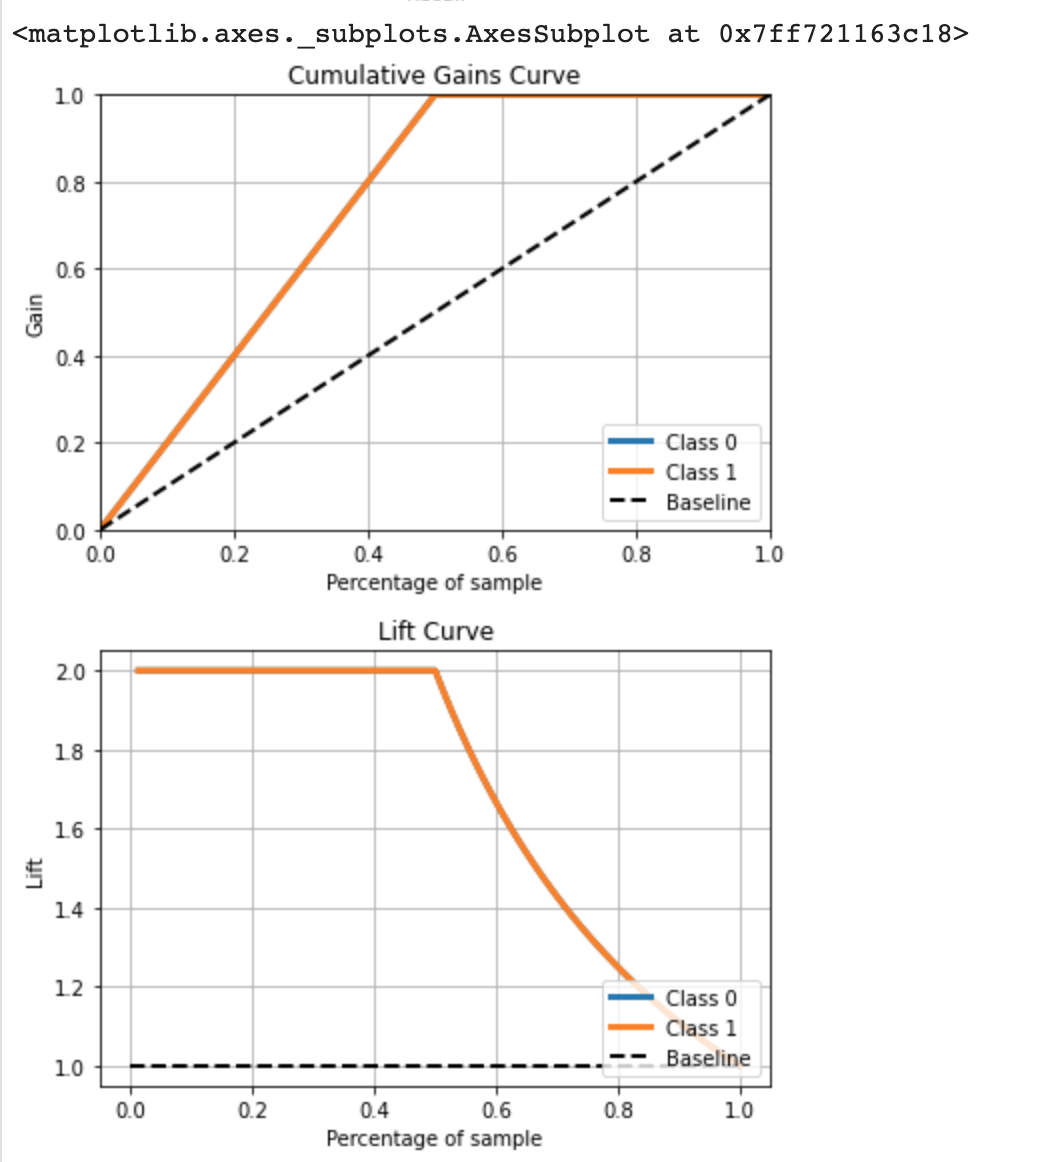 <matplotlib.axes._subplots.AxesSubplot at 0x7ff721163c18>
Cumulative Gains Curve
1.0
0.8
0.6
0.4
0.2
0.0
Gain
Class 0
Class 1
Baseline
0.0 0.2 0.4 0.6 0.8 1.0
Percentage of sample
Lift Curve
2.0
1.8
1.6
1.4
1.2
1.0
Lift
Class 0
Class 1
Baseline
0.0 0.2 0.4 0.6 0.8 1.0
Percentage of sample